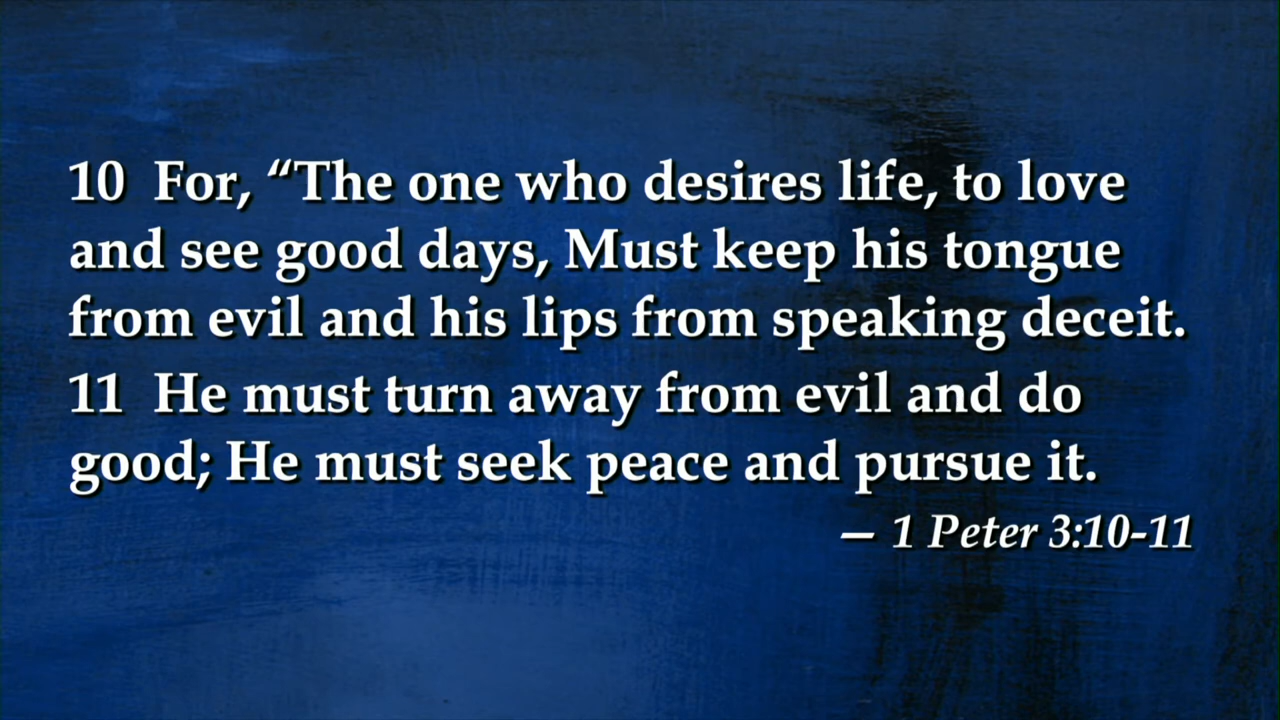 10 For, “The one who desires life, to love
and see good days, Must keep his tongue
from evil and his lips from speaking deceit.
11 He must turn away from evil and do
good; He must seek peace and pursue it.
— 1 Peter 3:10-11